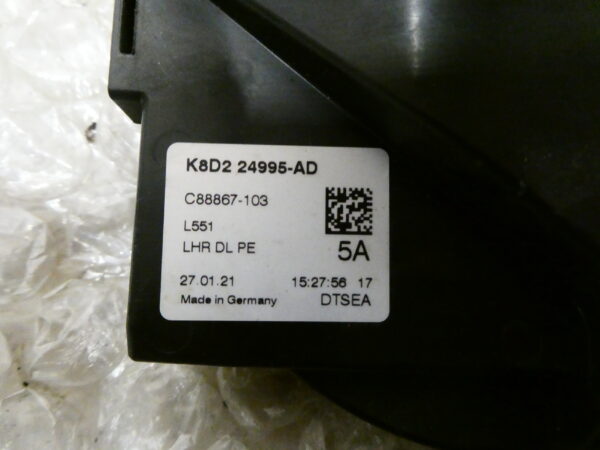 K8D2 24995-AD
C88867-103
L551
LHR DL PE
5A
27.01.21 15:27:56 17
Made in Germany DTSEA